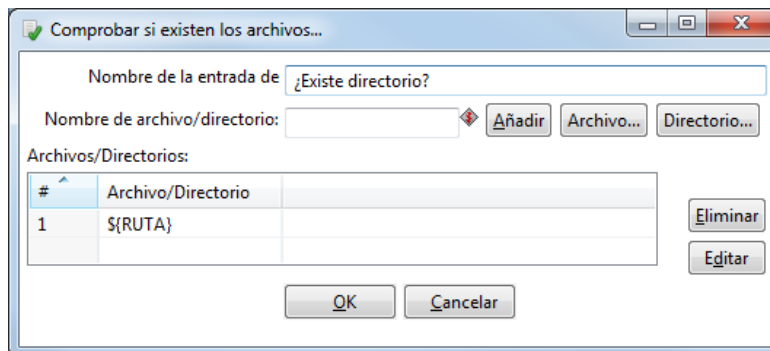 Comprobar si existen los archivos...
Nombre de la entrada de ¿Existe directorio?
Nombre de archivo/directorio: Añadir Archivo... Directorio...
Archivos/Directorios:
# Archivo/Directorio
1 ${RUTA}
Eliminar
Editar
OK Cancelar